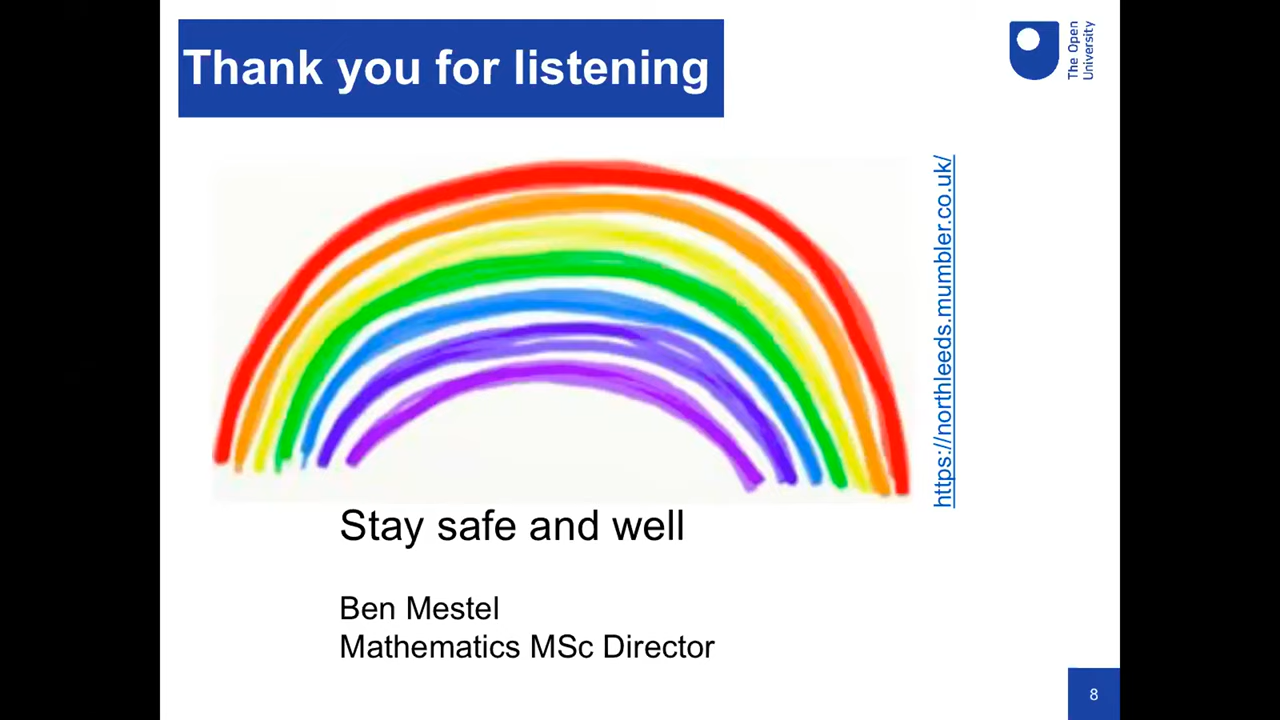 Thank you for listening
The Open
University
https://northleeds.mumbler.co.uk/
Stay safe and well
Ben Mestel
Mathematics MSc Director
8